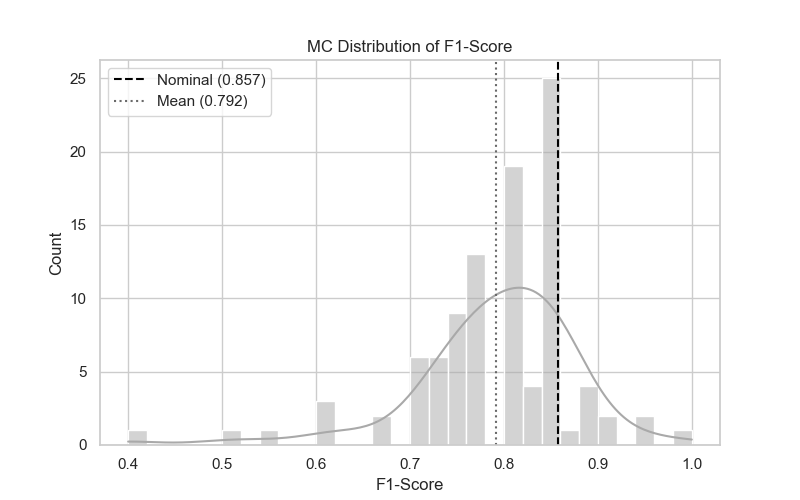 MC Distribution of F1-Score
Nominal (0.857)
Mean (0.792)
Count
25
20
15
10
5
0
0.4 0.5 0.6 0.7 0.8 0.9 1.0
F1-Score